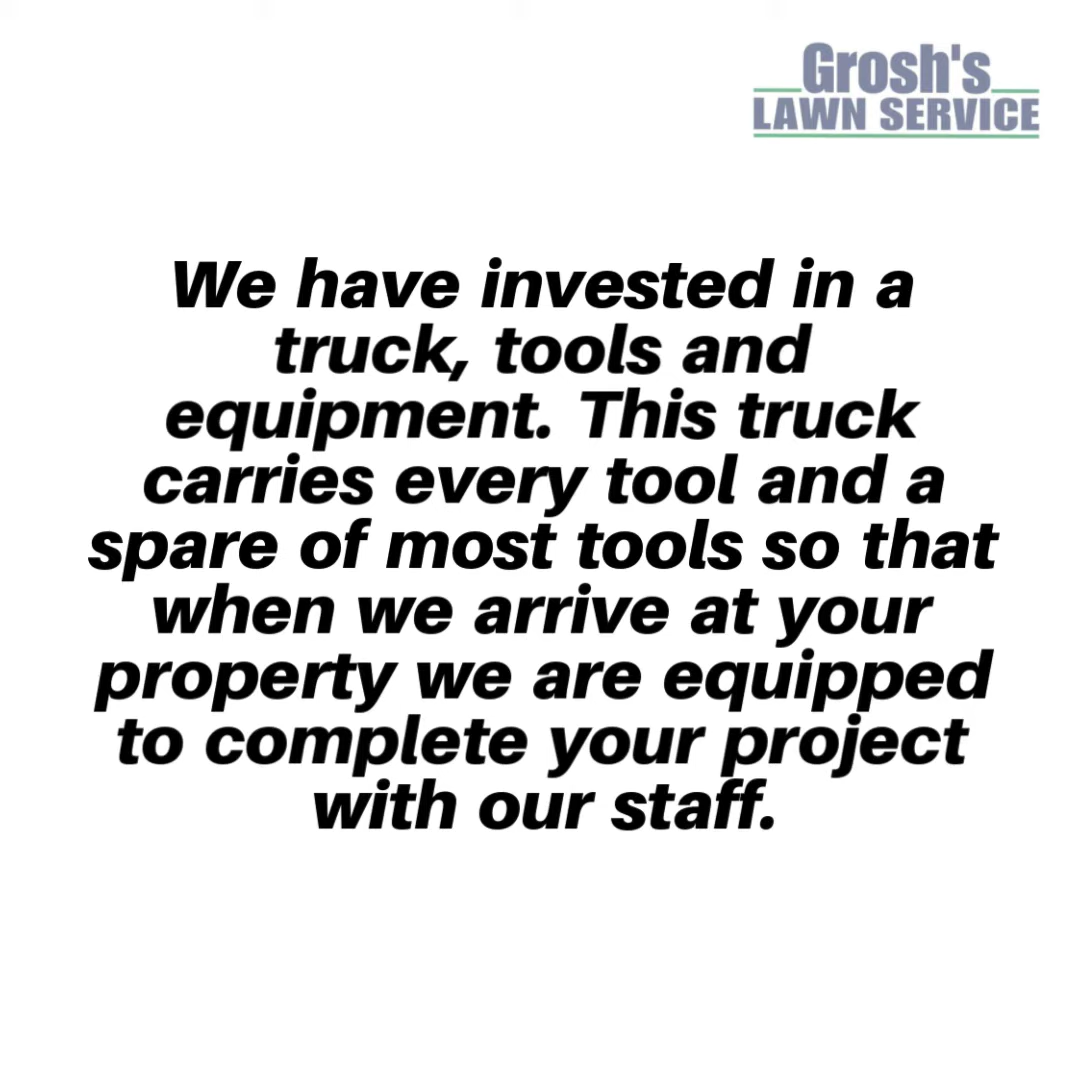 Grosh's
LAWN SERVICE
We have invested in a
truck, tools and
equipment. This truck
carries every tool and a
spare of most tools so that
when we arrive at your
property we are equipped
to complete your project
with our staff.